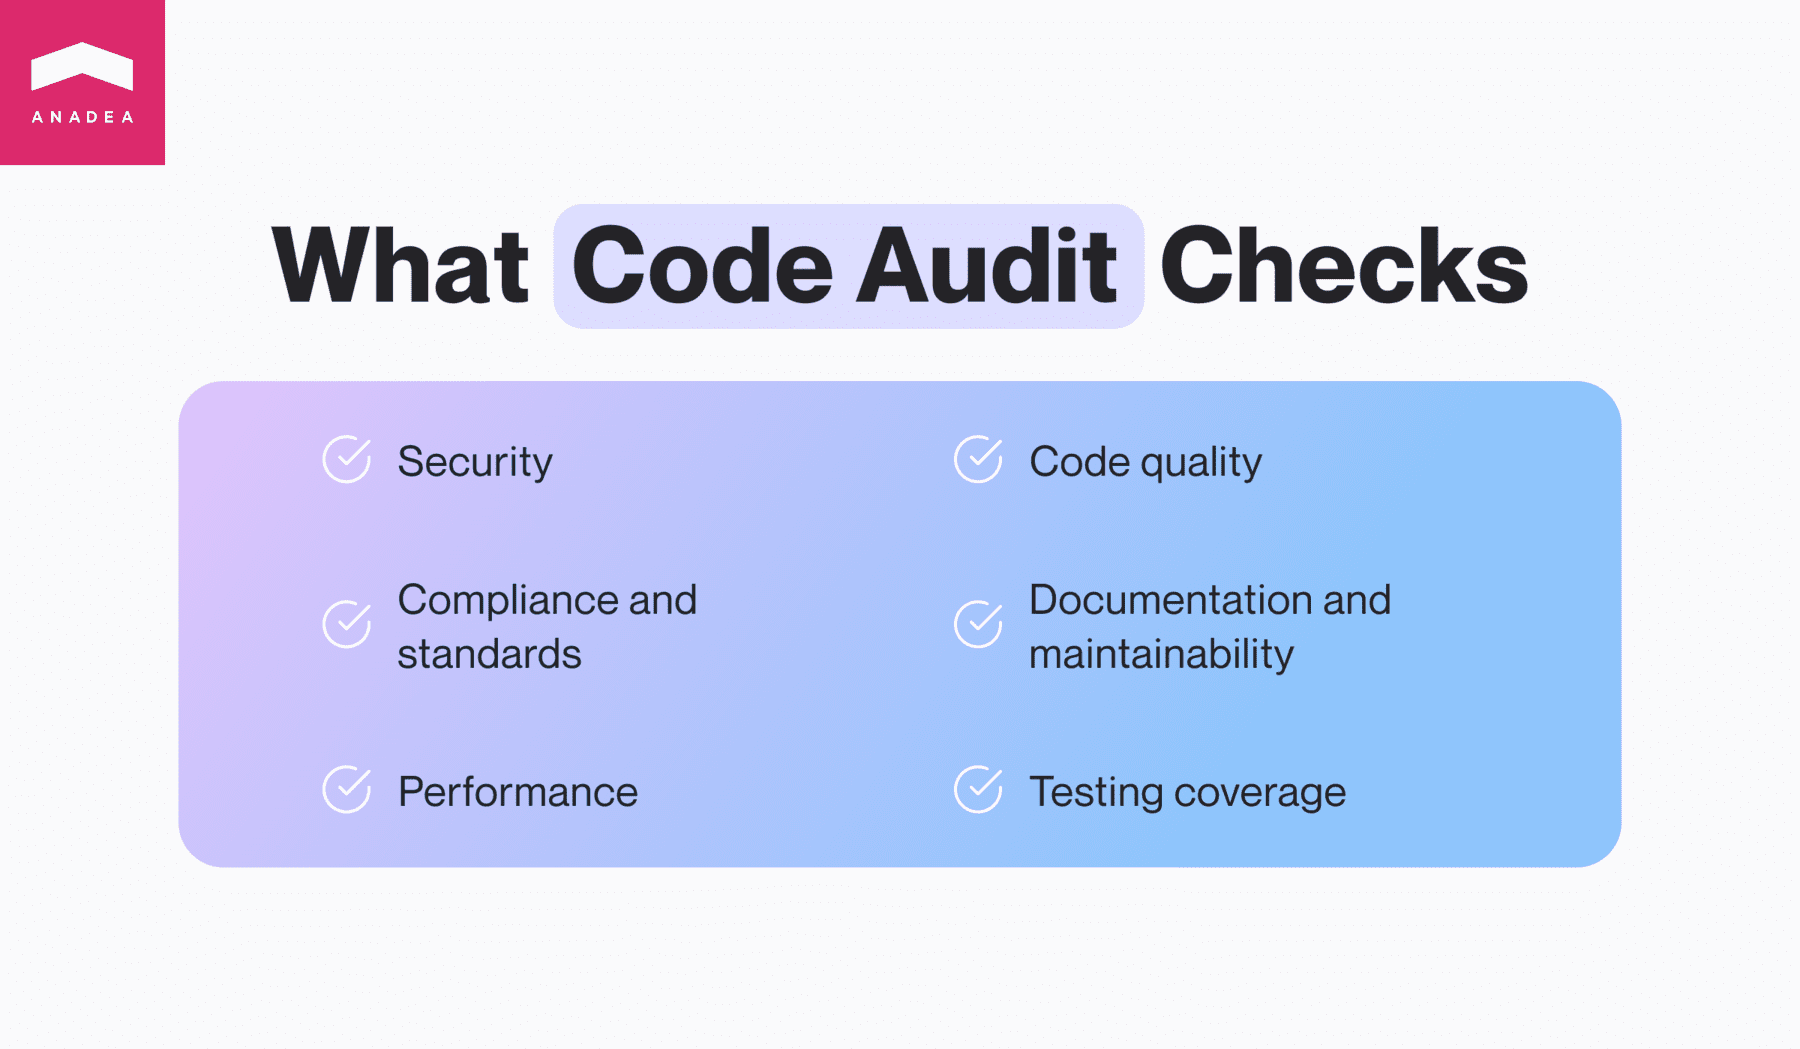 ANADEA
What Code Audit Checks
Security
Code quality
Compliance and
standards
Documentation and
maintainability
Performance
Testing coverage